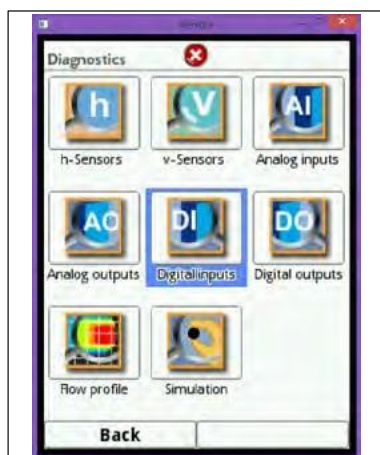 Diagnostics
h
V
AI
h-Sensors
v-Sensors
Analog inputs
AO
DI
DO
Analog outputs
Digital inputs
Digital outputs
Flow profile
Simulation
Back